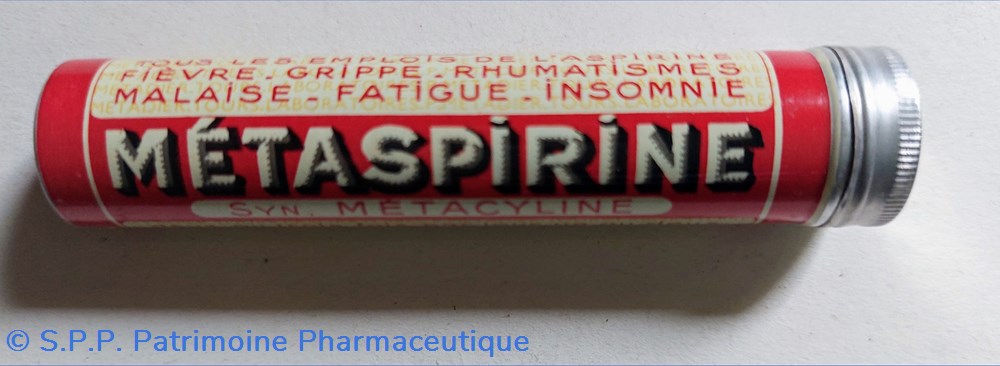 TOUS LES EMPLOIS DE L'ASPIRINE
FIÈVRE - GRIPPE - RHUMATISMES
MALAISE - FATIGUE - INSOMNIE
MÉTASPIRINE
SYN. MÉTACYLINE
© S.P.P. Patrimoine Pharmaceutique